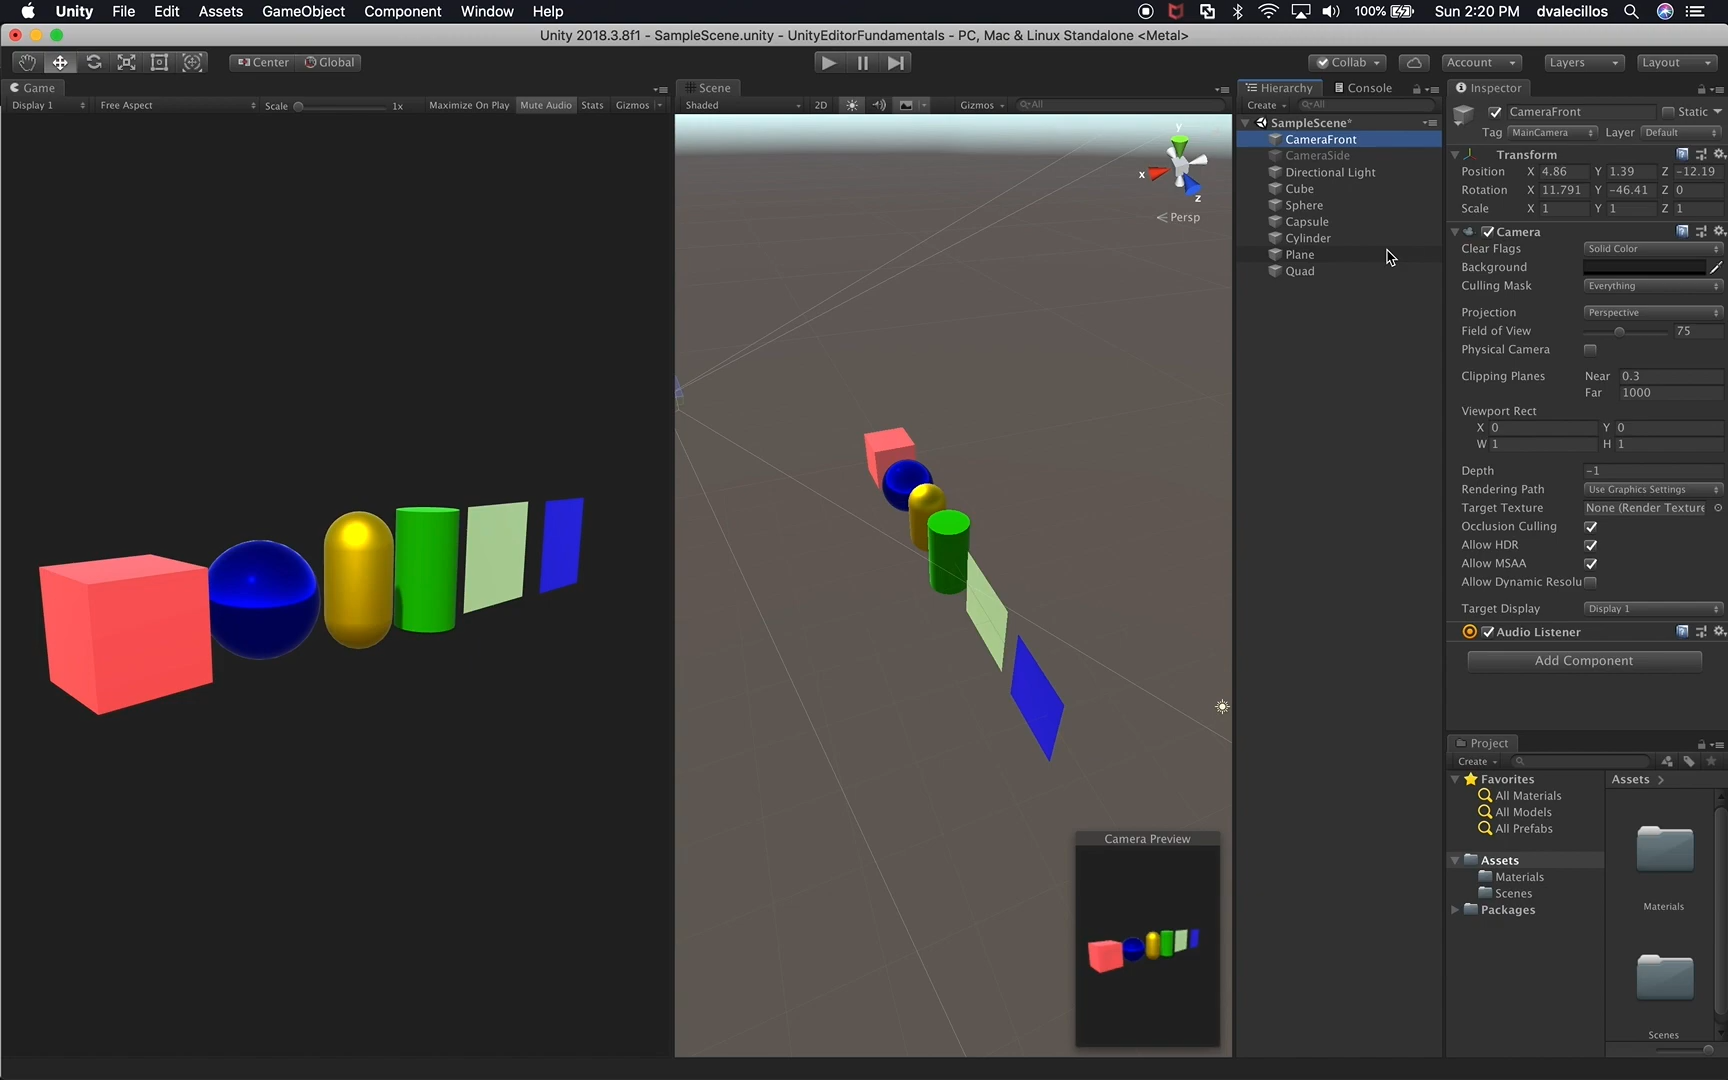 Unity File Edit Assets GameObject Component Window Help 100% Sun 2:20 PM dvalecillos
Unity 2018.3.8f1 - SampleScene.unity - UnityEditorFundamentals - PC, Mac & Linux Standalone <Metal>
Center Global Collab Account Layers Layout
Game Scene Hierarchy Console Inspector
Display 1 Free Aspect Scale 1x Maximize On Play Mute Audio Stats Gizmos Shaded 2D Gizmos All Create All
CameraFront Static
Tag MainCamera Layer Default
SampleScene*
CameraFront
CameraSide
Directional Light
Cube
Sphere
Capsule
Cylinder
Plane
Quad
y
x
z
Persp
Transform
Position X 4.86 Y 1.39 Z -12.19
Rotation X 11.791 Y -46.41 Z 0
Scale X 1 Y 1 Z 1
Camera
Clear Flags Solid Color
Background
Culling Mask Everything
Projection Perspective
Field of View 75
Physical Camera
Clipping Planes Near 0.3
Far 1000
Viewport Rect
X 0 Y 0
W 1 H 1
Depth -1
Rendering Path Use Graphics Settings
Target Texture None (Render Texture
Occlusion Culling
Allow HDR
Allow MSAA
Allow Dynamic Resolu
Target Display Display 1
Audio Listener
Add Component
Camera Preview
Project
Create
Favorites
All Materials
All Models
All Prefabs
Assets
Materials
Scenes
Packages
Assets
Materials
Scenes